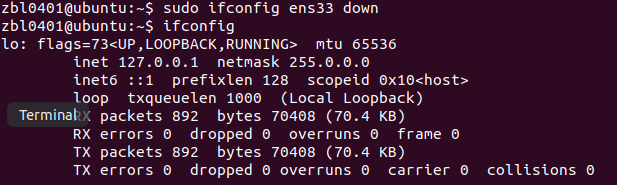 zbl0401@ubuntu:~$ sudo ifconfig ens33 down
zbl0401@ubuntu:~$ ifconfig
lo: flags=73<UP,LOOPBACK,RUNNING>  mtu 65536
        inet 127.0.0.1  netmask 255.0.0.0
        inet6 ::1  prefixlen 128  scopeid 0x10<host>
        loop  txqueuelen 1000  (Local Loopback)
Terminal
        RX packets 892  bytes 70408 (70.4 KB)
        RX errors 0  dropped 0  overruns 0  frame 0
        TX packets 892  bytes 70408 (70.4 KB)
        TX errors 0  dropped 0 overruns 0  carrier 0  collisions 0